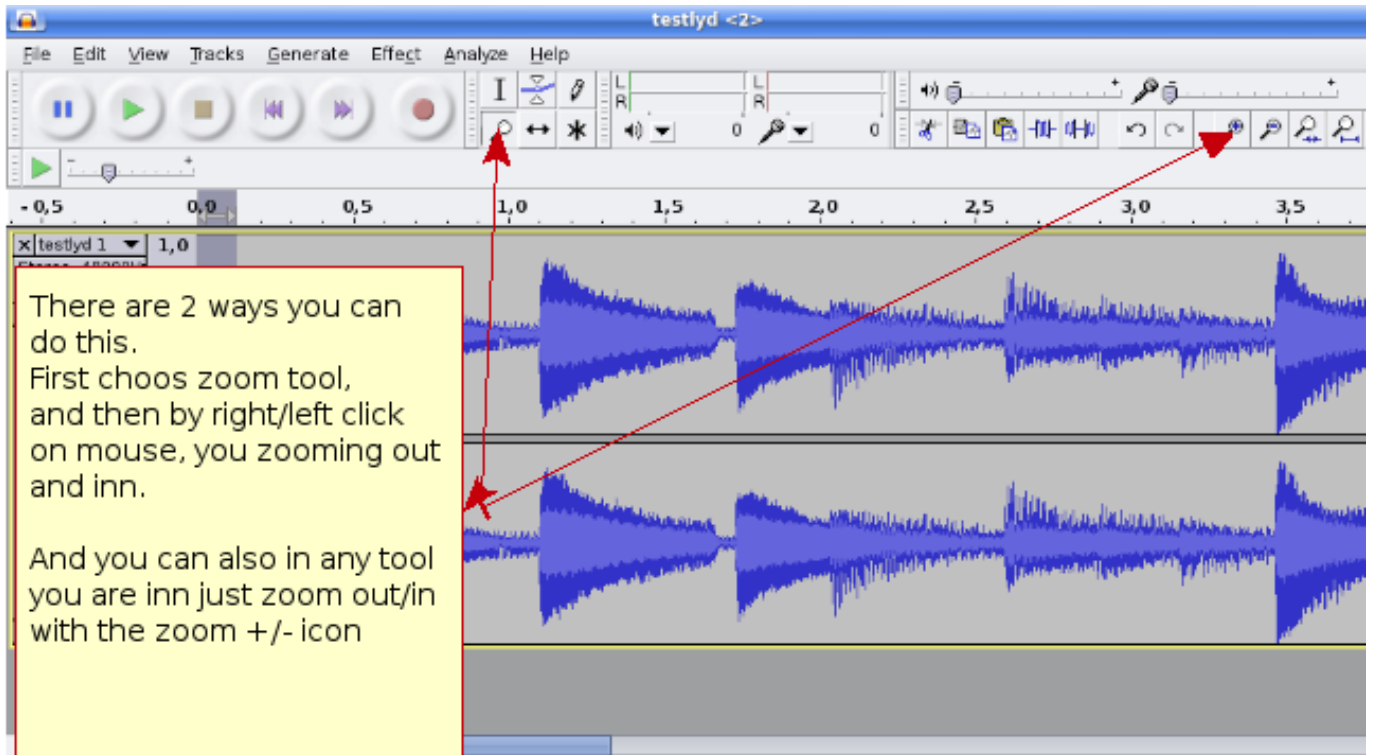 testlyd <2>
File Edit View Tracks Generate Effect Analyze Help
L
R
L
R
0
0
- 0,5 0,0 0,5 1,0 1,5 2,0 2,5 3,0 3,5
testlyd 1 1,0
There are 2 ways you can
do this.
First choos zoom tool,
and then by right/left click
on mouse, you zooming out
and inn.
And you can also in any tool
you are inn just zoom out/in
with the zoom +/- icon